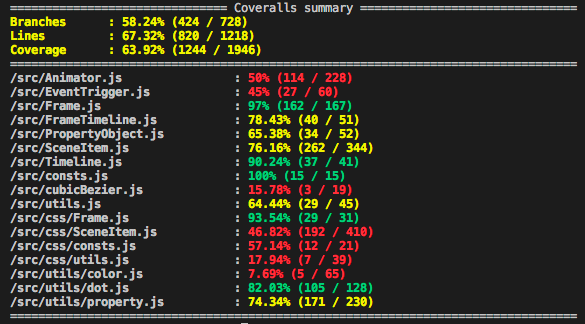 Coveralls summary
Branches : 58.24% (424 / 728)
Lines : 67.32% (820 / 1218)
Coverage : 63.92% (1244 / 1946)
/src/Animator.js : 50% (114 / 228)
/src/EventTrigger.js : 45% (27 / 60)
/src/Frame.js : 97% (162 / 167)
/src/FrameTimeline.js : 78.43% (40 / 51)
/src/PropertyObject.js : 65.38% (34 / 52)
/src/SceneItem.js : 76.16% (262 / 344)
/src/Timeline.js : 90.24% (37 / 41)
/src/consts.js : 100% (15 / 15)
/src/cubicBezier.js : 15.78% (3 / 19)
/src/utils.js : 64.44% (29 / 45)
/src/css/Frame.js : 93.54% (29 / 31)
/src/css/SceneItem.js : 46.82% (192 / 410)
/src/css/consts.js : 57.14% (12 / 21)
/src/css/utils.js : 17.94% (7 / 39)
/src/utils/color.js : 7.69% (5 / 65)
/src/utils/dot.js : 82.03% (105 / 128)
/src/utils/property.js : 74.34% (171 / 230)